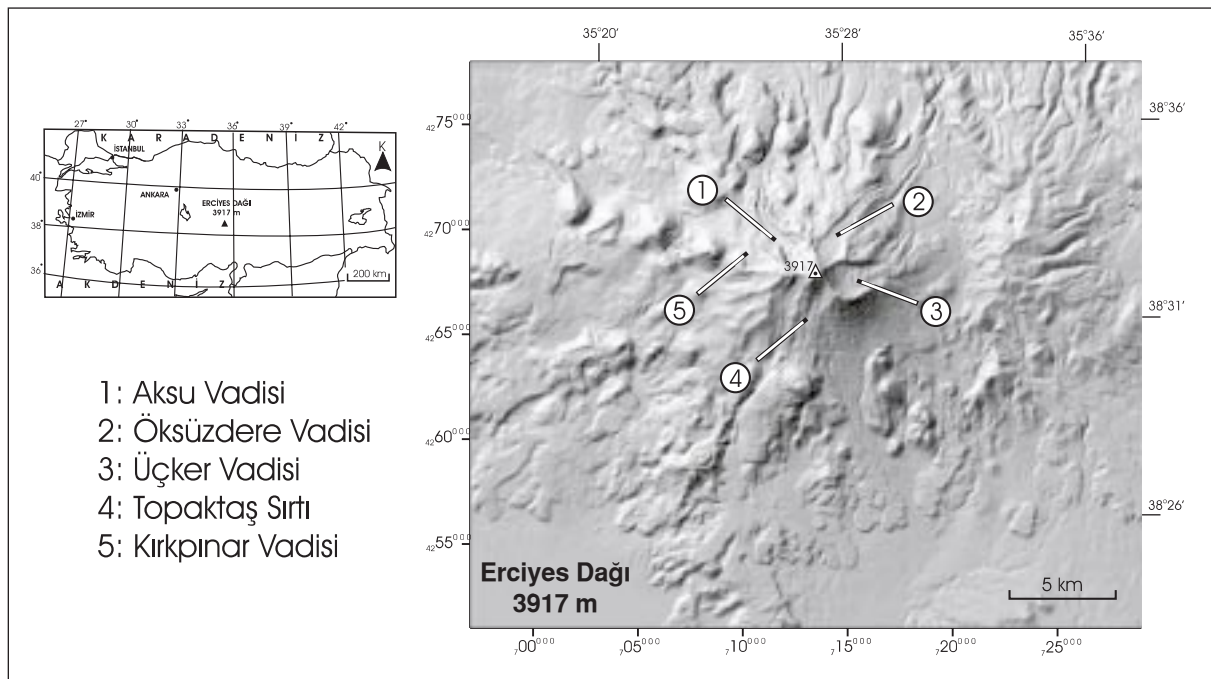 27° 30° 33° 36° 39° 42°
K A R A D E N İ Z
İSTANBUL
K
40°
ANKARA
ERCİYES DAĞI
3917 m
İZMİR
38°
36°
200 km
A K D E N İ Z
1: Aksu Vadisi
2: Öksüzdere Vadisi
3: Üçker Vadisi
4: Topaktaş Sırtı
5: Kırkpınar Vadisi
35°20' 35°28' 35°36'
4275000
38°36'
1
2
4270000
3917
5
3
38°31'
4265000
4
4260000
38°26'
4255000
Erciyes Dağı
3917 m
5 km
700000 705000 710000 715000 720000 725000